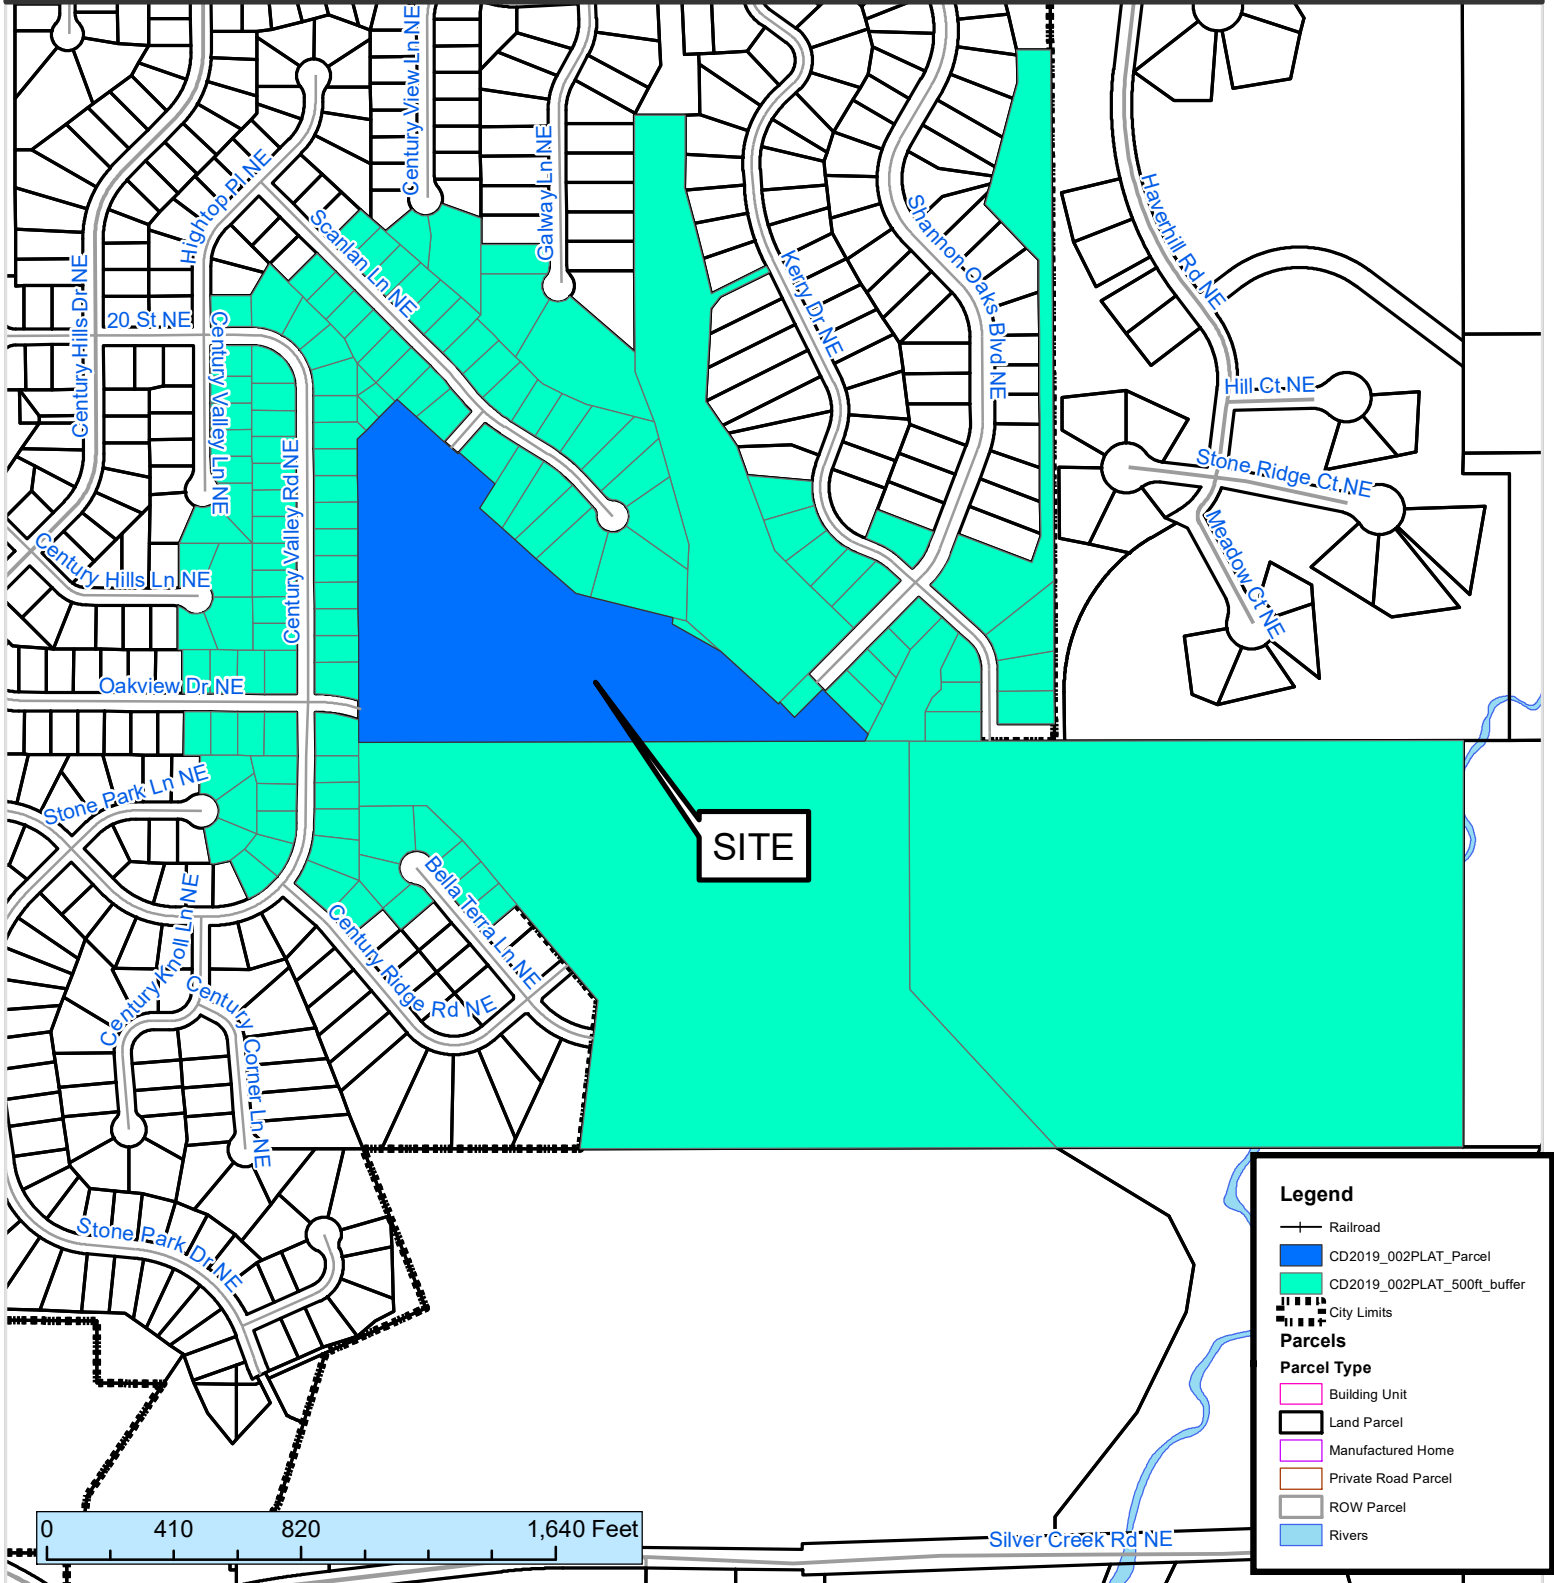 Century View Ln NE
Galway Ln NE
Hightop Pl NE
Scanlan Ln NE
Shannon Oaks Blvd NE
Haverhill Rd NE
Kerry Dr NE
Century Hills Dr NE
20 St NE
Century Valley Ln NE
Hill Ct NE
Century Valley Rd NE
Stone Ridge Ct NE
Meadow Ct NE
Century Hills Ln NE
Oakview Dr NE
Stone Park Ln NE
SITE
Bella Terra Ln NE
Century Ridge Rd NE
Century Knoll Ln NE
Century Corner Ln NE
Stone Park Dr NE
Silver Creek Rd NE
0 410 820 1,640 Feet
Legend
Railroad
CD2019_002PLAT_Parcel
CD2019_002PLAT_500ft_buffer
City Limits
Parcels
Parcel Type
Building Unit
Land Parcel
Manufactured Home
Private Road Parcel
ROW Parcel
Rivers